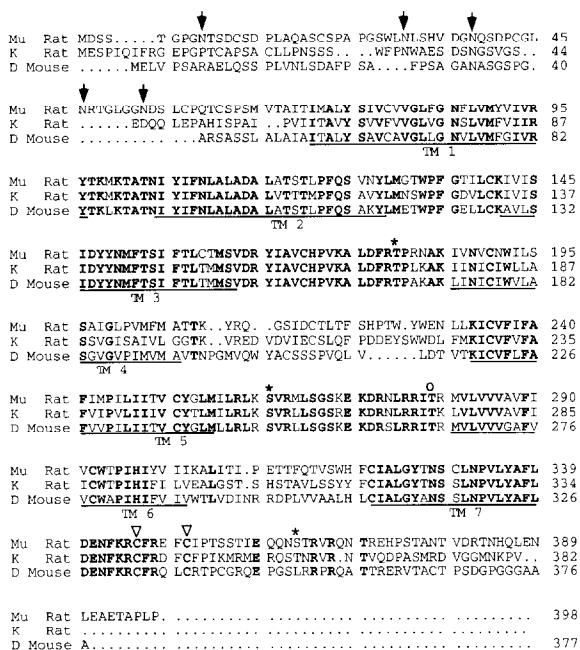 Mu Rat MDSS....T GPGNTSDCSD PLAQASCSPA PGSWLNLSHV DGNQSDPCGL 45
K Rat MESPIQIFRG EPGPTCAPSA CLLPNSSS.. WFPNWAESDS NGSVGS.... 44
D Mouse ....MELV PSARAELQSS PLVNLSDAFP SA....FPSA GANASGSPG. 40
NRTGLGGNDS LCPQTCSPSM VTAITIMALY SIVCVVGLFG NFLVMYVIVR 95
.....EDQQ LEPAHISPAI ..PVIITAVY SVVFVVGLVG NSLVMFVIIR 87
........ARSASSL ALAIAITALY SAVCAVGLLG NVLVMFGIVR 82
TM 1
Mu Rat YTKMKTATNI YIFNLALADA LATSTLPFQS VNYLMGTWPF GTILCKIVIS 145
K Rat YTKMKTATNI YIFNLALADA LVTTTMPFQS AVYLMNSWPF GDVLCKIVIS 137
D Mouse YTKLKTATNI YIFNLALADA LATSTLPFQS AKYLMETWPF GELLCKAVLS 132
TM 2
Mu Rat IDYYNMFTSI FTLCTMSVDR YIAVCHPVKA LDFRTPRNAK IVNVCNWILS 195
K Rat IDYYNMFTSI FTLTMMSVDR YIAVCHPVKA LDFRTPLKAK IINICIWLLA 187
D Mouse IDYYNMFTSI FTLTMMSVDR YIAVCHPVKA LDFRTPAKAK LINICIWVLA 182
TM 3
Mu Rat SAIGLPVMFM ATTK..YRQ. .GSIDCTLTF SHPTW.YWEN LLKICVFIFA 240
K Rat SSVGISAIVL GGTK..VRED VDVIECSLQF PDDEYSWWDL FMKICVFVFA 235
D Mouse SGVGVPIMVM AVTNPGMVQW YACSSSPQVL V....LDTVT KICVFLFA 226
TM 4
Mu Rat FIMPILIITV CYGLMILRLK SVRMLSGSKE KDRNLRRITR MVLVVVAVFI 290
K Rat FVIPVLIIIV CYTLMILRLK SVRLLSGSRE KDRNLRRITK LVLVVVAVFI 285
D Mouse FVVPILIITV CYGLMLLRLR SVRLLSGSKE KDRSLRRITR MVLVVVGAFV 276
TM 5
Mu Rat VCWTPIHIYV IIKALITI.P ETTFQTVSWH FCIALGYTNS CLNPVLYAFL 339
K Rat ICWTPIHIFI LVEALGST.S HSTAVLSSYY FCIALGYTNS SLNPVLYAFL 334
D Mouse VCWAPIHIFV IVWTLVDINR RDPLVVAALH LCIALGYANS SLNPVLYAFL 326
TM 6 TM 7
Mu Rat DENFKRCFRE FCIPTSSTIE QQNSTRVRQN TREHPSTANT VDRTNHQLEN 389
K Rat DENFKRCFRD FCFPIKMRME RQSTNRVR.N TVQDPASMRD VGGMNKPV.. 382
D Mouse DENFKRCFRQ LCRTPCGRQE PGSLRRPRQA TTRERVTACT PSDGPGGGAA 376
Mu Rat LEAETAPLP. 398
K Rat
D Mouse A. 377